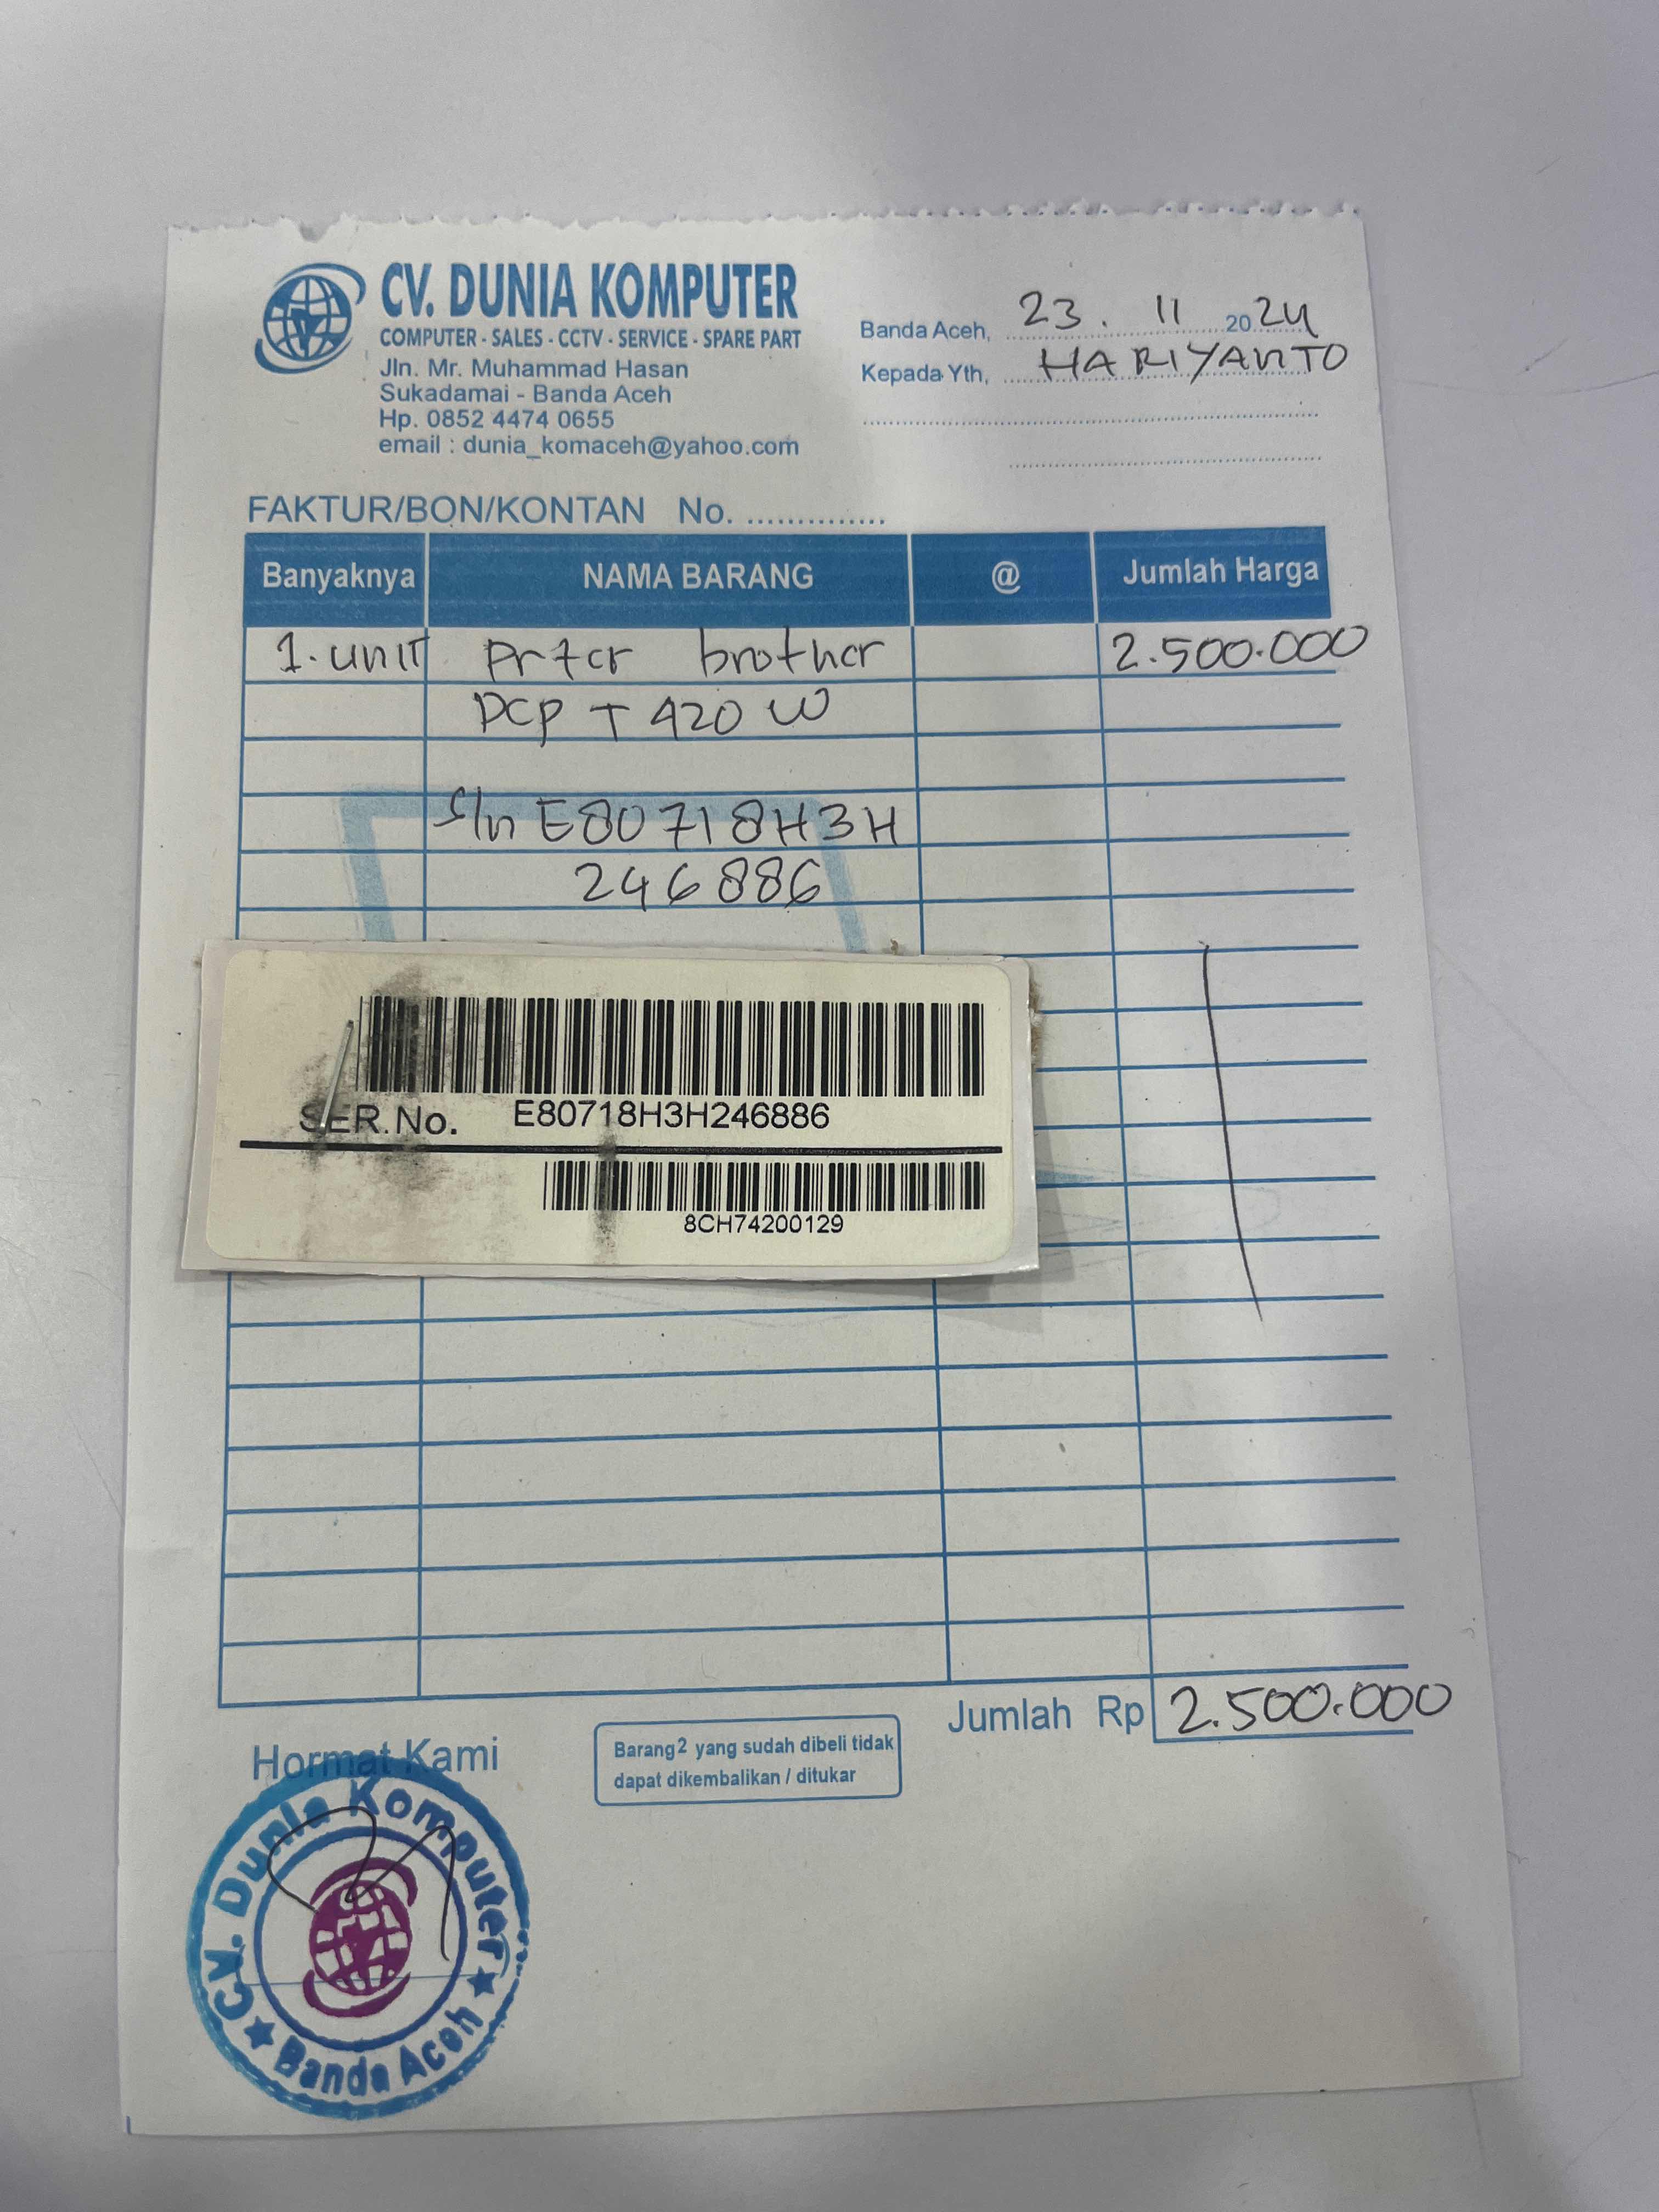 CV. DUNIA KOMPUTER
COMPUTER - SALES - CCTV - SERVICE - SPARE PART
Jln. Mr. Muhammad Hasan
Sukadamai - Banda Aceh
Hp. 0852 4474 0655
email : dunia_komaceh@yahoo.com
Banda Aceh, 23 . 11 2024
Kepada Yth, HARIYANTO
FAKTUR/BON/KONTAN No. ..............
Banyaknya NAMA BARANG @ Jumlah Harga
1. unit Prter brother 2.500.000
DCP T 420 W
S/n E80718H3H
246886
SER.No. E80718H3H246886
8CH74200129
Jumlah Rp 2.500.000
Hormat Kami
Barang2 yang sudah dibeli tidak
dapat dikembalikan / ditukar
CV. Dunia Komputer
★ Banda Aceh ★